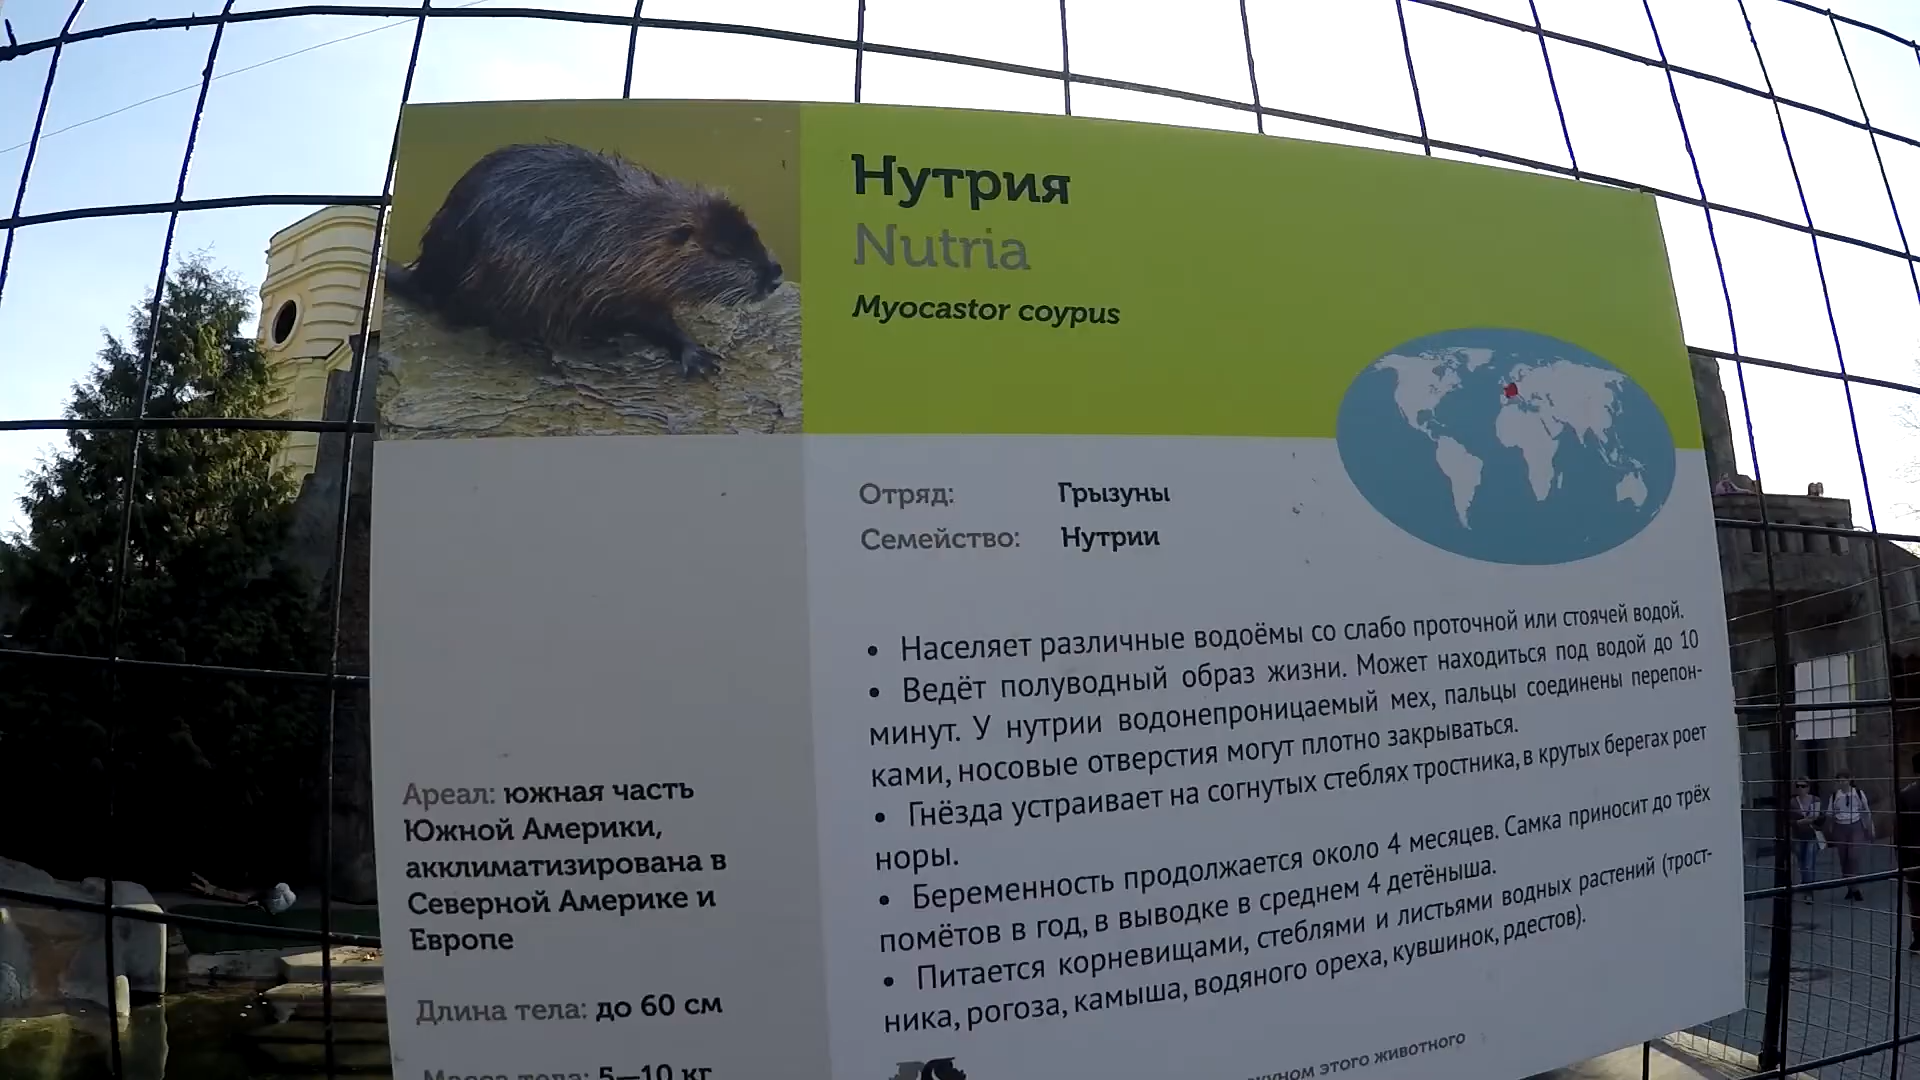 Нутрия
Nutria
Myocastor coypus
Отряд: Грызуны
Семейство: Нутрии
• Населяет различные водоёмы со слабо проточной или стоячей водой.
• Ведёт полуводный образ жизни. Может находиться под водой до 10
минут. У нутрии водонепроницаемый мех, пальцы соединены перепон-
ками, носовые отверстия могут плотно закрываться.
• Гнёзда устраивает на согнутых стеблях тростника, в крутых берегах роет
норы.
• Беременность продолжается около 4 месяцев. Самка приносит до трёх
помётов в год, в выводке в среднем 4 детёныша.
• Питается корневищами, стеблями и листьями водных растений (трост-
ника, рогоза, камыша, водяного ореха, кувшинок, рдестов).
Ареал: южная часть
Южной Америки,
акклиматизирована в
Северной Америке и
Европе
Длина тела: до 60 см
Масса тела: 5—10 кг
этого животного